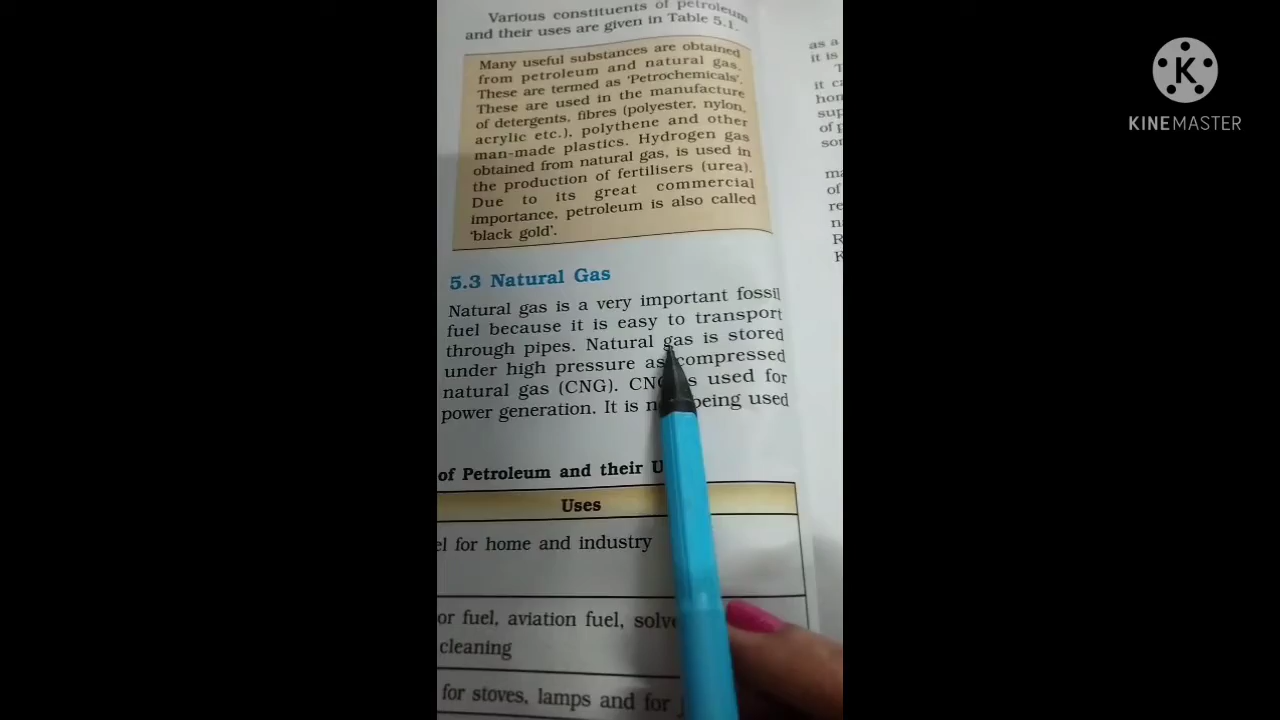 Various constituents of petroleum
and their uses are given in Table 5.1.
Many useful substances are obtained
from petroleum and natural gas.
These are termed as 'Petrochemicals'.
These are used in the manufacture
of detergents, fibres (polyester, nylon,
acrylic etc.), polythene and other
man-made plastics. Hydrogen gas
obtained from natural gas, is used in
the production of fertilisers (urea).
Due to its great commercial
importance, petroleum is also called
'black gold'.
5.3 Natural Gas
Natural gas is a very important fossil
fuel because it is easy to transport
through pipes. Natural gas is stored
under high pressure as compressed
natural gas (CNG). CNG is used for
power generation. It is being used
of Petroleum and their
Uses
for home and industry
fuel, aviation fuel,
cleaning
for stoves, lamps and for
as a
it is
of
K
KINEMASTER